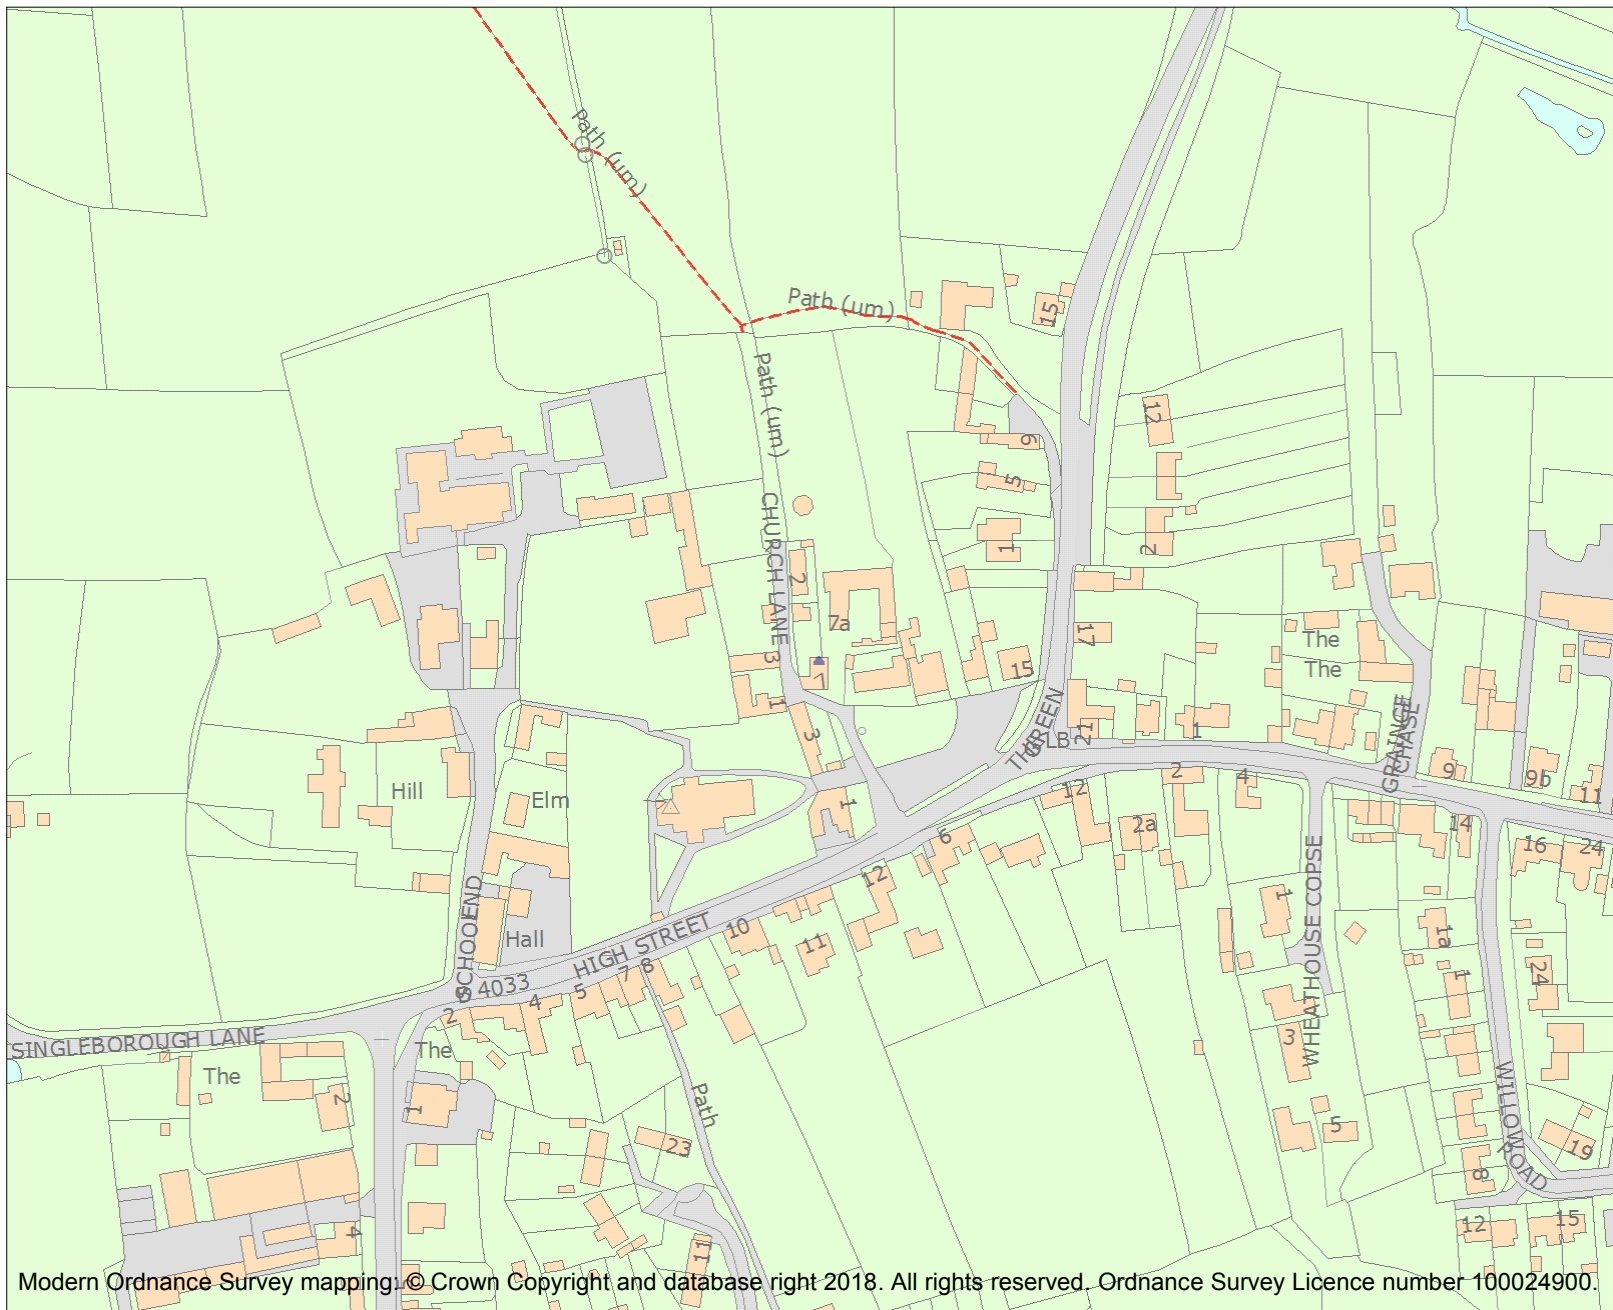 Path (um)
Path (um)
15
Path (um)
12
6
5
1
2
CHURCH LANE
2
7a
17
The
The
3
7
15
1
3
THE GREEN
LB
21
1
GRAINGE
CHASE
Hill
Elm
1
12
2
4
9
9b
11
6
2a
14
16
24
12
SCHOOL END
Hall
HIGH STREET
10
11
WHEATHOUSE COPSE
1
1a
1
24
B 4033
2
4
5
7
8
SINGLEBOROUGH LANE
The
The
3
2
1
Path
WILLOW
ROAD
5
23
19
8
4
12
15
11
Modern Ordnance Survey mapping: © Crown Copyright and database right 2018. All rights reserved. Ordnance Survey Licence number 100024900.